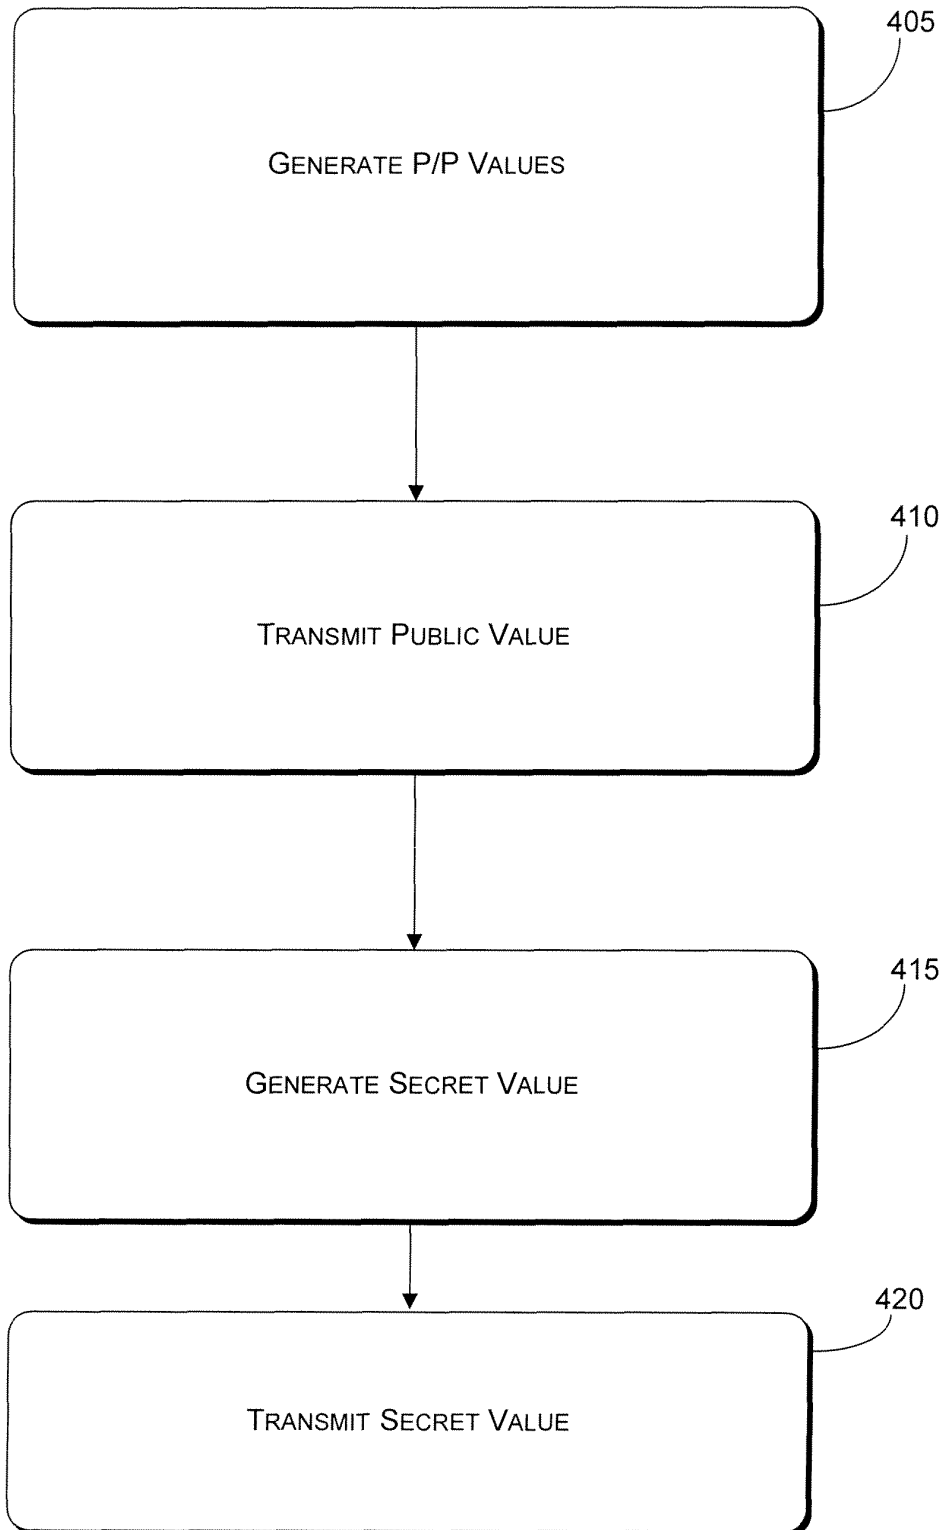 405
GENERATE P/P VALUES
410
TRANSMIT PUBLIC VALUE
415
GENERATE SECRET VALUE
420
TRANSMIT SECRET VALUE